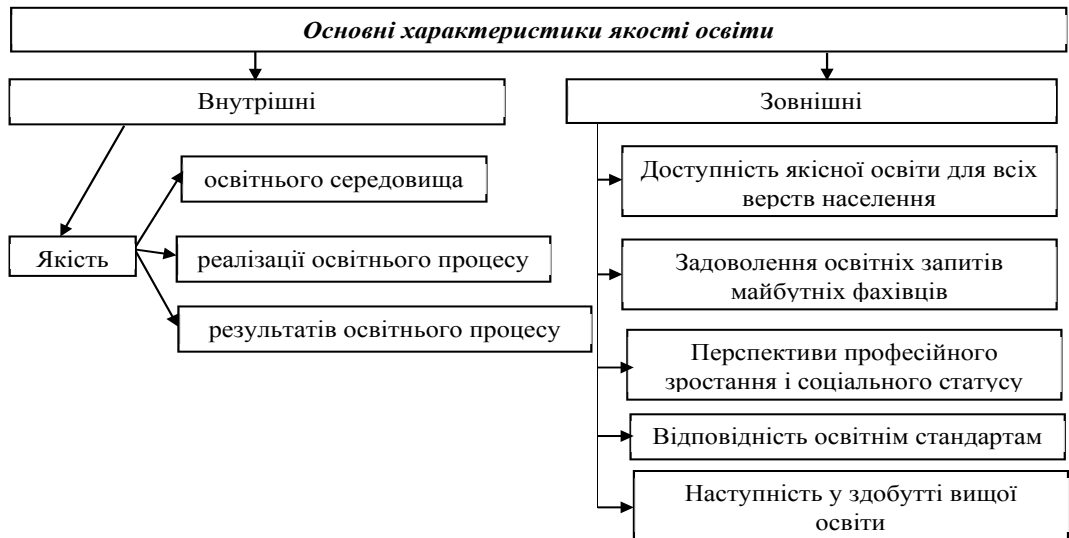 Основні характеристики якості освіти
Внутрішні
Якість
освітнього середовища
реалізації освітнього процесу
результатів освітнього процесу
Зовнішні
Доступність якісної освіти для всіх
верств населення
Задоволення освітніх запитів
майбутніх фахівців
Перспективи професійного
зростання і соціального статусу
Відповідність освітнім стандартам
Наступність у здобутті вищої
освіти